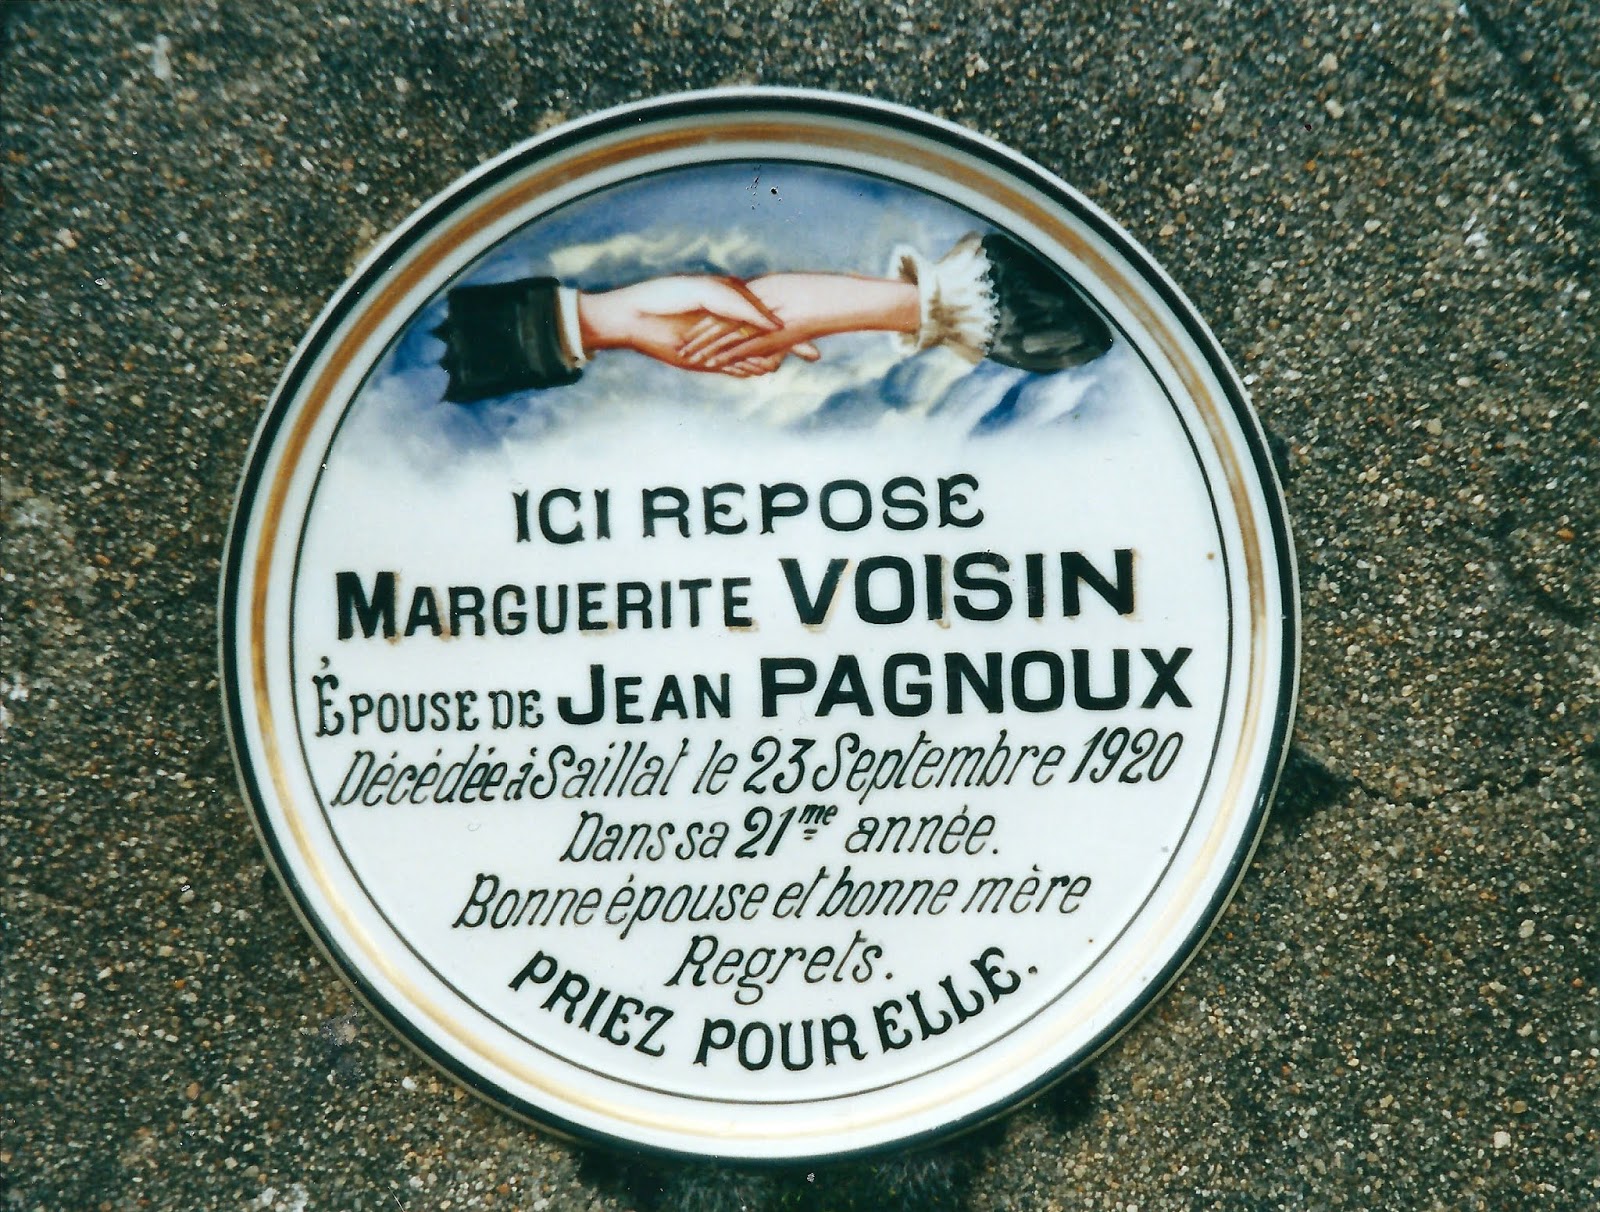 ICI REPOSE
MARGUERITE VOISIN
ÉPOUSE DE JEAN PAGNOUX
Décédée à Saillat le 23 Septembre 1920
Dans sa 21me année.
Bonne épouse et bonne mère
Regrets.
PRIEZ POUR ELLE.